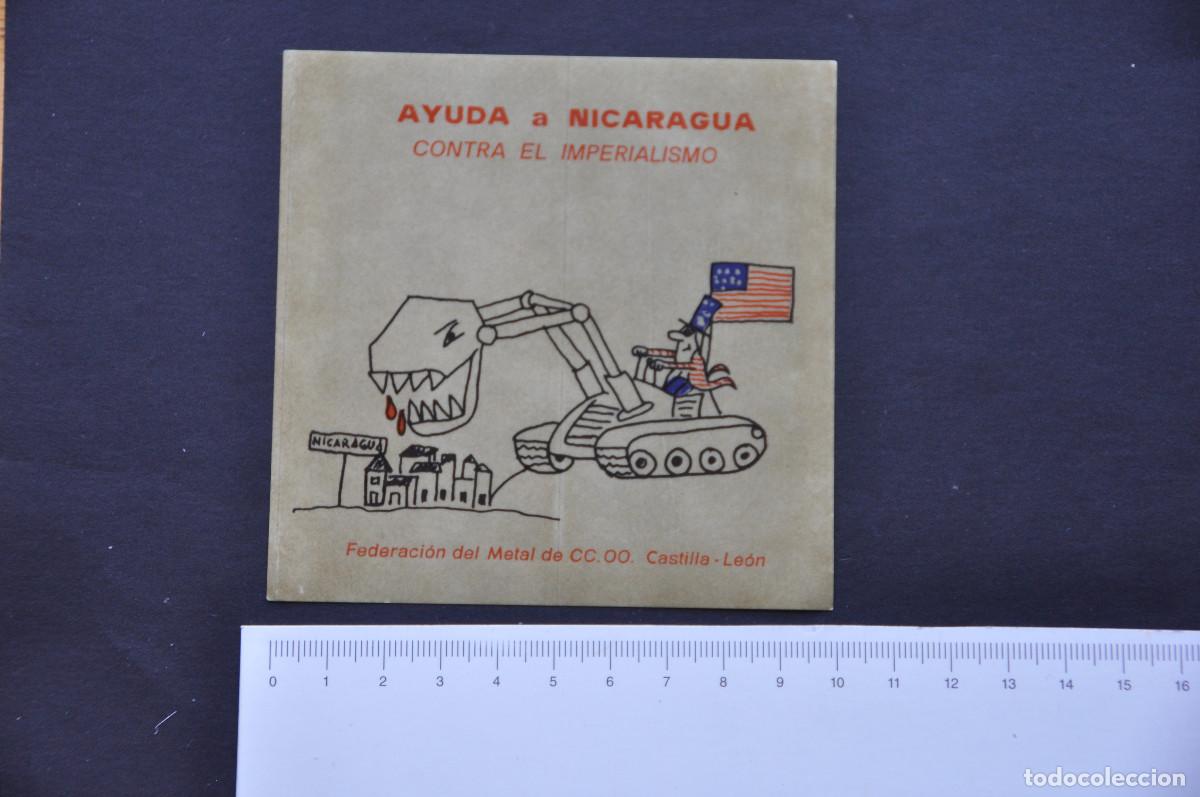 AYUDA a NICARAGUA
CONTRA EL IMPERIALISMO
NICARAGUA
Federación del Metal de CC.OO. Castilla - León
0 1 2 3 4 5 6 7 8 9 10 11 12 13 14 15 16
todocoleccion